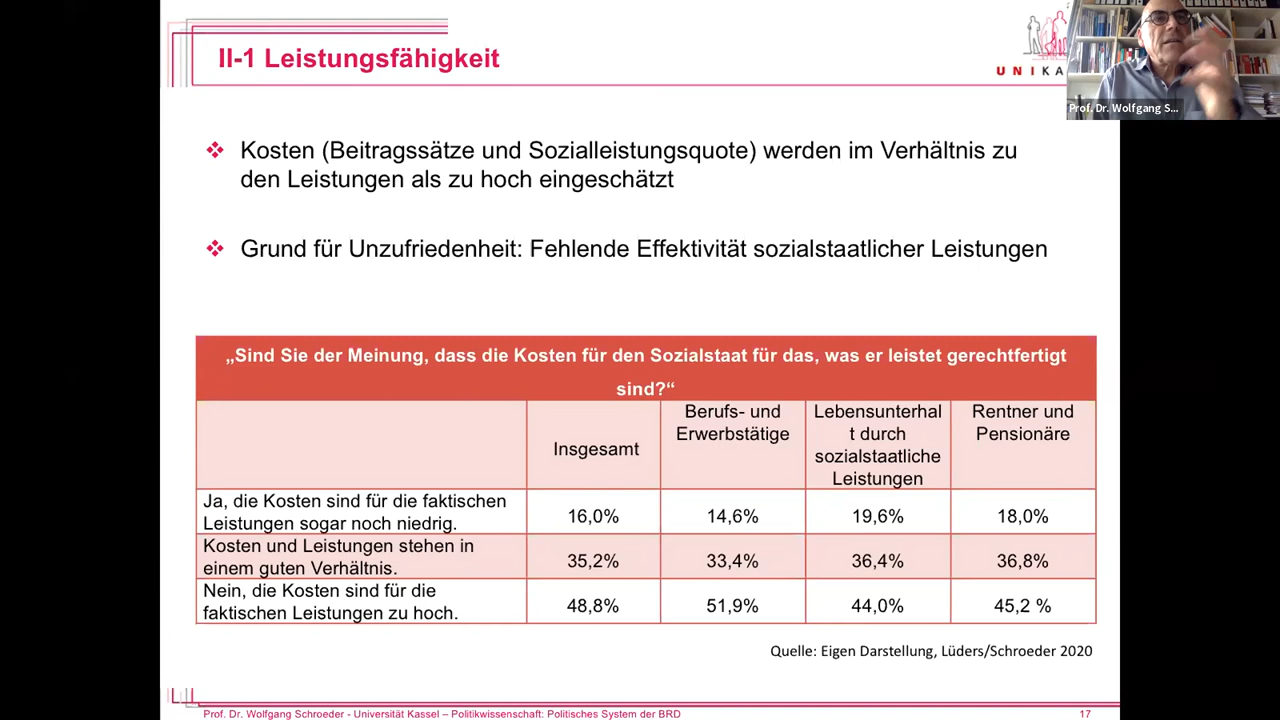 II-1 Leistungsfähigkeit
UNIKA
Prof. Dr. Wolfgang S...
❖ Kosten (Beitragssätze und Sozialleistungsquote) werden im Verhältnis zu
den Leistungen als zu hoch eingeschätzt
❖ Grund für Unzufriedenheit: Fehlende Effektivität sozialstaatlicher Leistungen
„Sind Sie der Meinung, dass die Kosten für den Sozialstaat für das, was er leistet gerechtfertigt
sind?“
Insgesamt
Berufs- und
Erwerbstätige
Lebensunterhal
t durch
sozialstaatliche
Leistungen
Rentner und
Pensionäre
Ja, die Kosten sind für die faktischen
Leistungen sogar noch niedrig.
16,0% 14,6% 19,6% 18,0%
Kosten und Leistungen stehen in
einem guten Verhältnis.
35,2% 33,4% 36,4% 36,8%
Nein, die Kosten sind für die
faktischen Leistungen zu hoch.
48,8% 51,9% 44,0% 45,2 %
Quelle: Eigen Darstellung, Lüders/Schroeder 2020
Prof. Dr. Wolfgang Schroeder - Universität Kassel – Politikwissenschaft: Politisches System der BRD 17